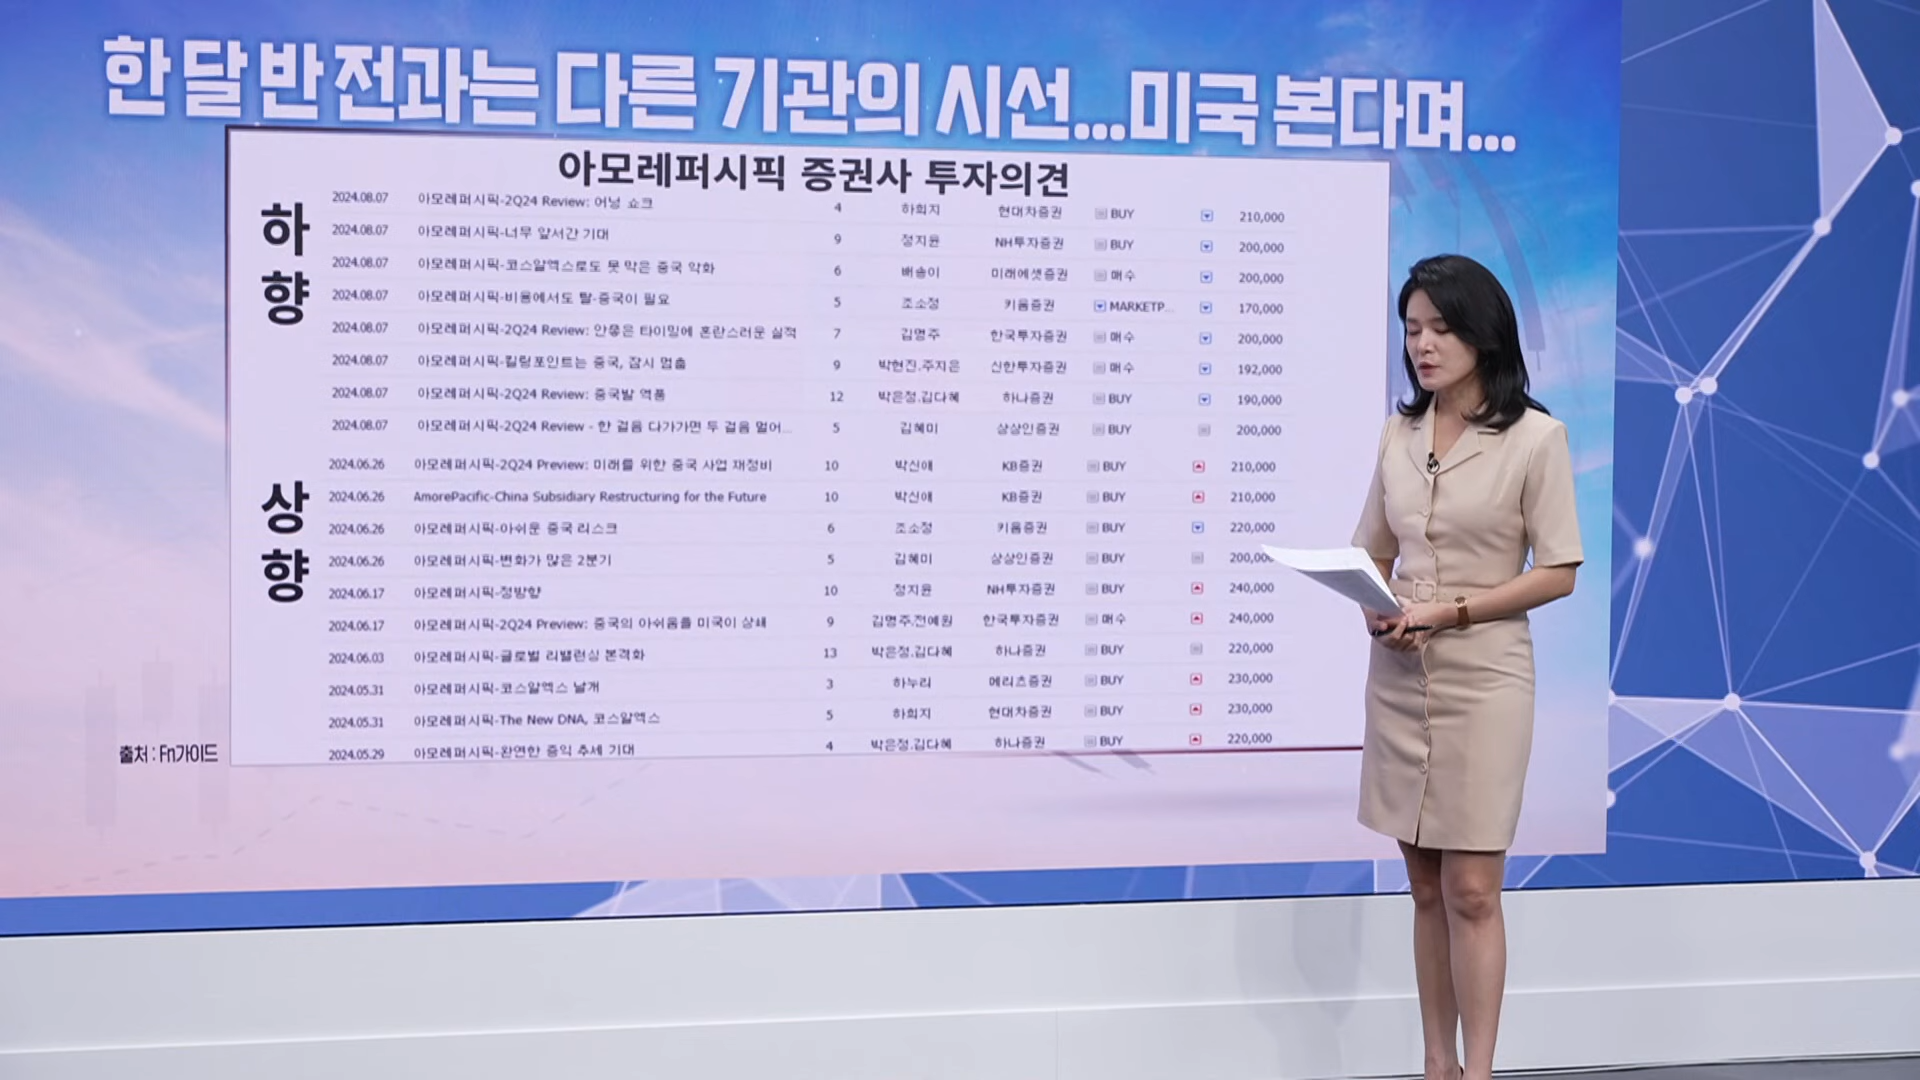 한 달 반 전과는 다른 기관의 시선...미국 본다며...
아모레퍼시픽 증권사 투자의견
하향
2024.08.07 아모레퍼시픽-2Q24 Review: 어닝 쇼크 4 하희지 현대차증권 BUY 210,000
2024.08.07 아모레퍼시픽-너무 앞서간 기대 9 정지윤 NH투자증권 BUY 200,000
2024.08.07 아모레퍼시픽-코스알엑스로도 못 막은 중국 악화 6 배송이 미래에셋증권 매수 200,000
2024.08.07 아모레퍼시픽-비용에서도 탈-중국이 필요 5 조소정 키움증권 MARKETP... 170,000
2024.08.07 아모레퍼시픽-2Q24 Review: 안좋은 타이밍에 혼란스러운 실적 7 김명주 한국투자증권 매수 200,000
2024.08.07 아모레퍼시픽-킬링포인트는 중국, 잠시 멈춤 9 박현진.주지은 신한투자증권 매수 192,000
2024.08.07 아모레퍼시픽-2Q24 Review: 중국발 역풍 12 박은정.김다혜 하나증권 BUY 190,000
2024.08.07 아모레퍼시픽-2Q24 Review - 한 걸음 다가가면 두 걸음 멀어... 5 김혜미 상상인증권 BUY 200,000
상향
2024.06.26 아모레퍼시픽-2Q24 Preview: 미래를 위한 중국 사업 재정비 10 박신애 KB증권 BUY 210,000
2024.06.26 AmorePacific-China Subsidiary Restructuring for the Future 10 박신애 KB증권 BUY 210,000
2024.06.26 아모레퍼시픽-아쉬운 중국 리스크 6 조소정 키움증권 BUY 220,000
2024.06.26 아모레퍼시픽-변화가 많은 2분기 5 김혜미 상상인증권 BUY 200,000
2024.06.17 아모레퍼시픽-정방향 10 정지윤 NH투자증권 BUY 240,000
2024.06.17 아모레퍼시픽-2Q24 Preview: 중국의 아쉬움을 미국이 상쇄 9 김명주.전예원 한국투자증권 매수 240,000
2024.06.03 아모레퍼시픽-글로벌 리밸런싱 본격화 13 박은정.김다혜 하나증권 BUY 220,000
2024.05.31 아모레퍼시픽-코스알엑스 날개 3 하누리 메리츠증권 BUY 230,000
2024.05.31 아모레퍼시픽-The New DNA, 코스알엑스 5 하희지 현대차증권 BUY 230,000
2024.05.29 아모레퍼시픽-완연한 증익 추세 기대 4 박은정.김다혜 하나증권 BUY 220,000
출처 : Fn가이드